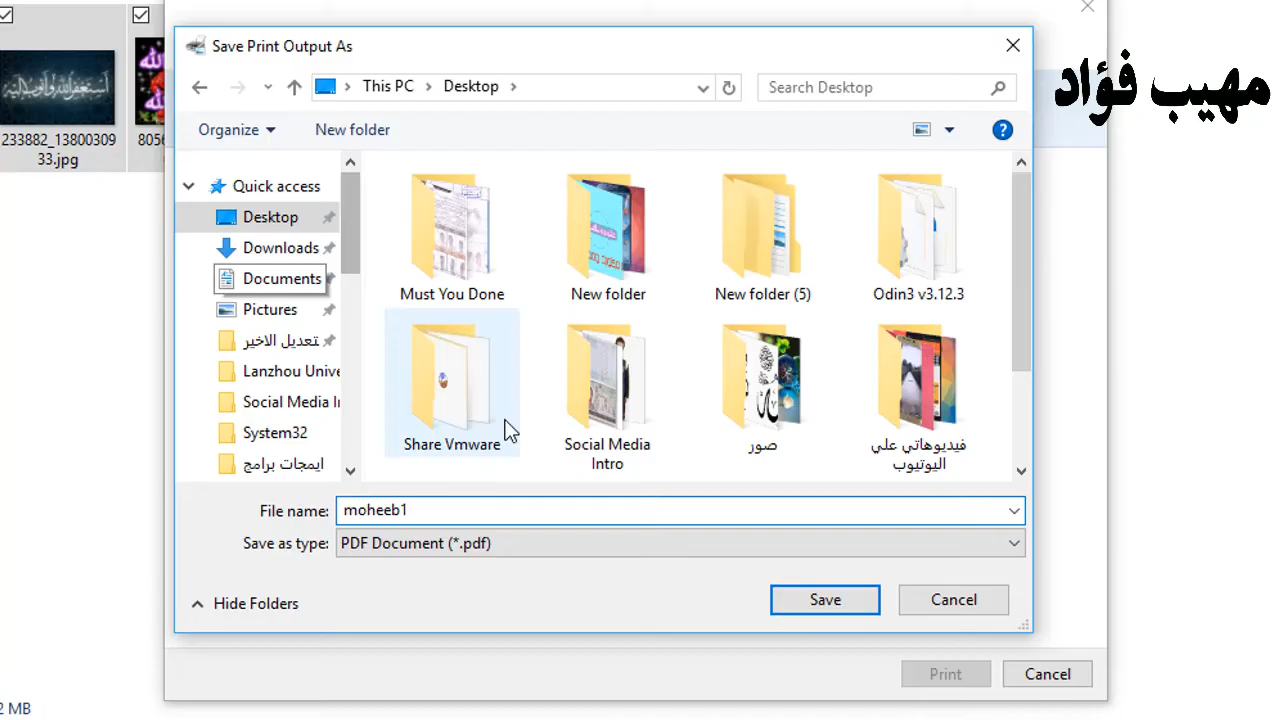 Save Print Output As
مهيب فؤاد
This PC
Desktop
Search Desktop
Organize
New folder
233882_13800309
33.jpg
8056
Quick access
Desktop
Downloads
Documents
Pictures
تعديل الاخير
Lanzhou Unive
Social Media I
System32
ايمجات برامج
Must You Done
New folder
New folder (5)
Odin3 v3.12.3
Share Vmware
Social Media
Intro
صور
فيديوهاتي علي
اليوتيوب
File name:
moheeb1
Save as type:
PDF Document (*.pdf)
Hide Folders
Save
Cancel
Print
Cancel
2 MB